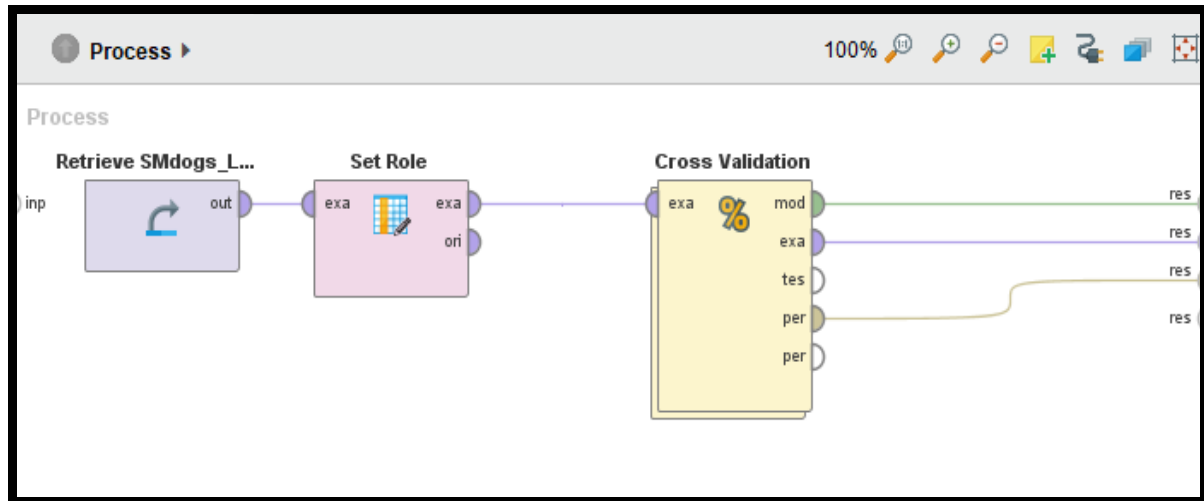 Process
100%
Process
Retrieve SMdogs_L...
Set Role
Cross Validation
inp
out
exa
exa
ori
exa
mod
exa
tes
per
per
res
res
res
res